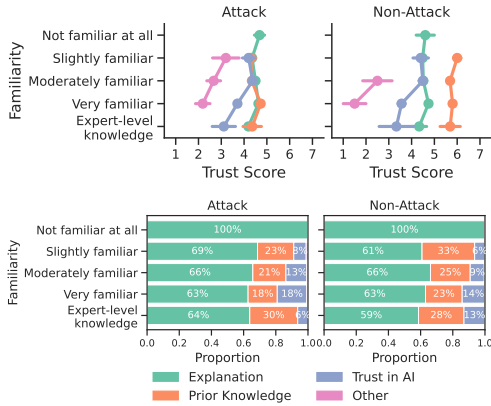 Attack
Non-Attack
Familiarity
Not familiar at all
Slightly familiar
Moderately familiar
Very familiar
Expert-level
knowledge
1 2 3 4 5 6 7
1 2 3 4 5 6 7
Trust Score
Trust Score
Attack
Non-Attack
Familiarity
Not familiar at all
100%
100%
Slightly familiar
69% 23% 8%
61% 33% 6%
Moderately familiar
66% 21% 13%
66% 25% 9%
Very familiar
63% 18% 18%
63% 23% 14%
Expert-level
knowledge
64% 30% 6%
59% 28% 13%
0.0 0.2 0.4 0.6 0.8 1.0
0.0 0.2 0.4 0.6 0.8 1.0
Proportion
Proportion
Explanation
Trust in AI
Prior Knowledge
Other